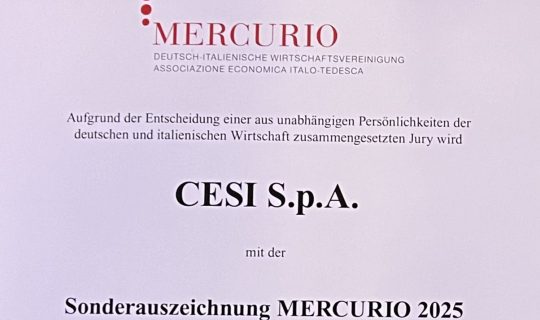 MERCURIO
DEUTSCH-ITALIENISCHE WIRTSCHAFTSVEREINIGUNG
ASSOCIAZIONE ECONOMICA ITALO-TEDESCA
Aufgrund der Entscheidung einer aus unabhängigen Persönlichkeiten der
deutschen und italienischen Wirtschaft zusammengesetzten Jury wird
CESI S.p.A.
mit der
Sonderauszeichnung MERCURIO 2025